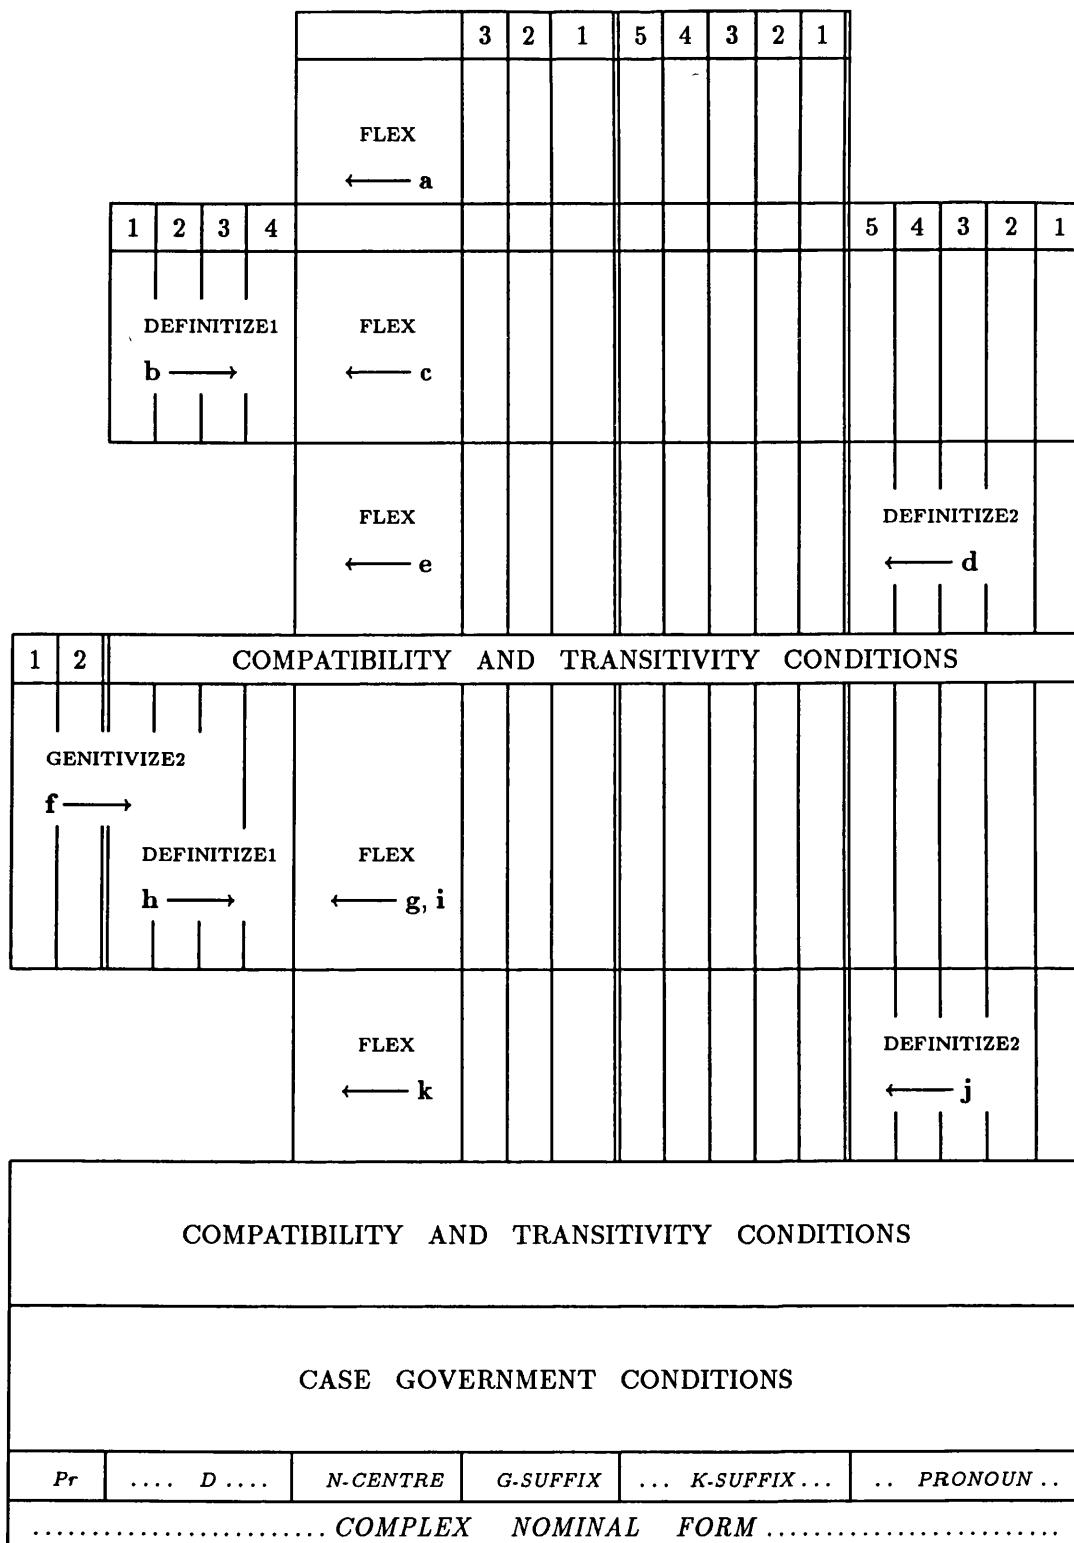 3 2 1 5 4 3 2 1
FLEX
← a
1 2 3 4 5 4 3 2 1
DEFINITIZE1 FLEX
b → ← c
FLEX DEFINITIZE2
← e ← d
1 2 COMPATIBILITY AND TRANSITIVITY CONDITIONS
GENITIVIZE2
f →
DEFINITIZE1 FLEX
h → ← g, i
FLEX DEFINITIZE2
← k ← j
COMPATIBILITY AND TRANSITIVITY CONDITIONS
CASE GOVERNMENT CONDITIONS
Pr .... D .... N-CENTRE G-SUFFIX ... K-SUFFIX ... .. PRONOUN ..
.......................... COMPLEX NOMINAL FORM ..........................